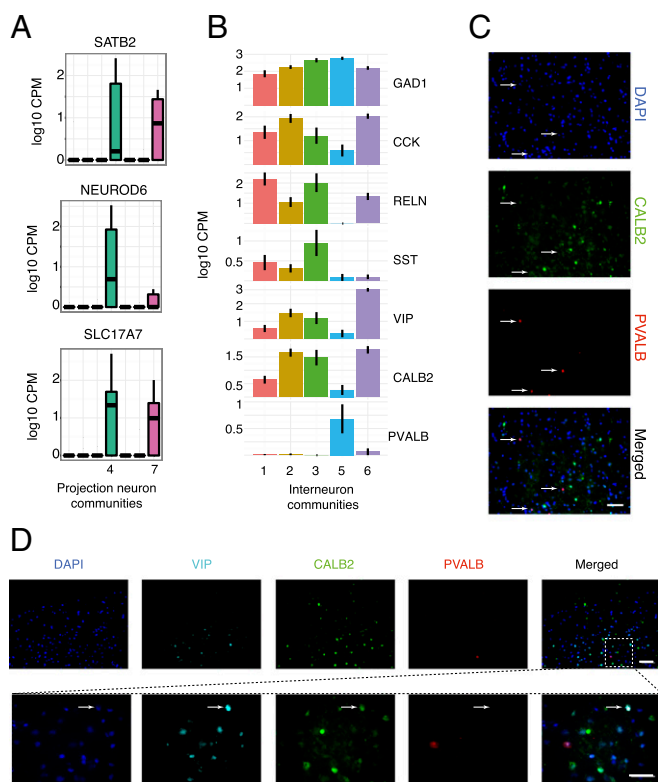 A
SATB2
log10 CPM
2
1
0
NEUROD6
log10 CPM
2
1
0
SLC17A7
log10 CPM
2
1
0
4 7
Projection neuron
communities
B
log10 CPM
3
2
1
GAD1
2
1
CCK
2
1
RELN
1
0.5
SST
3
2
1
VIP
1.5
0.5
CALB2
1
0.5
PVALB
1 2 3 5 6
Interneuron
communities
C
DAPI
CALB2
PVALB
Merged
D
DAPI VIP CALB2 PVALB Merged